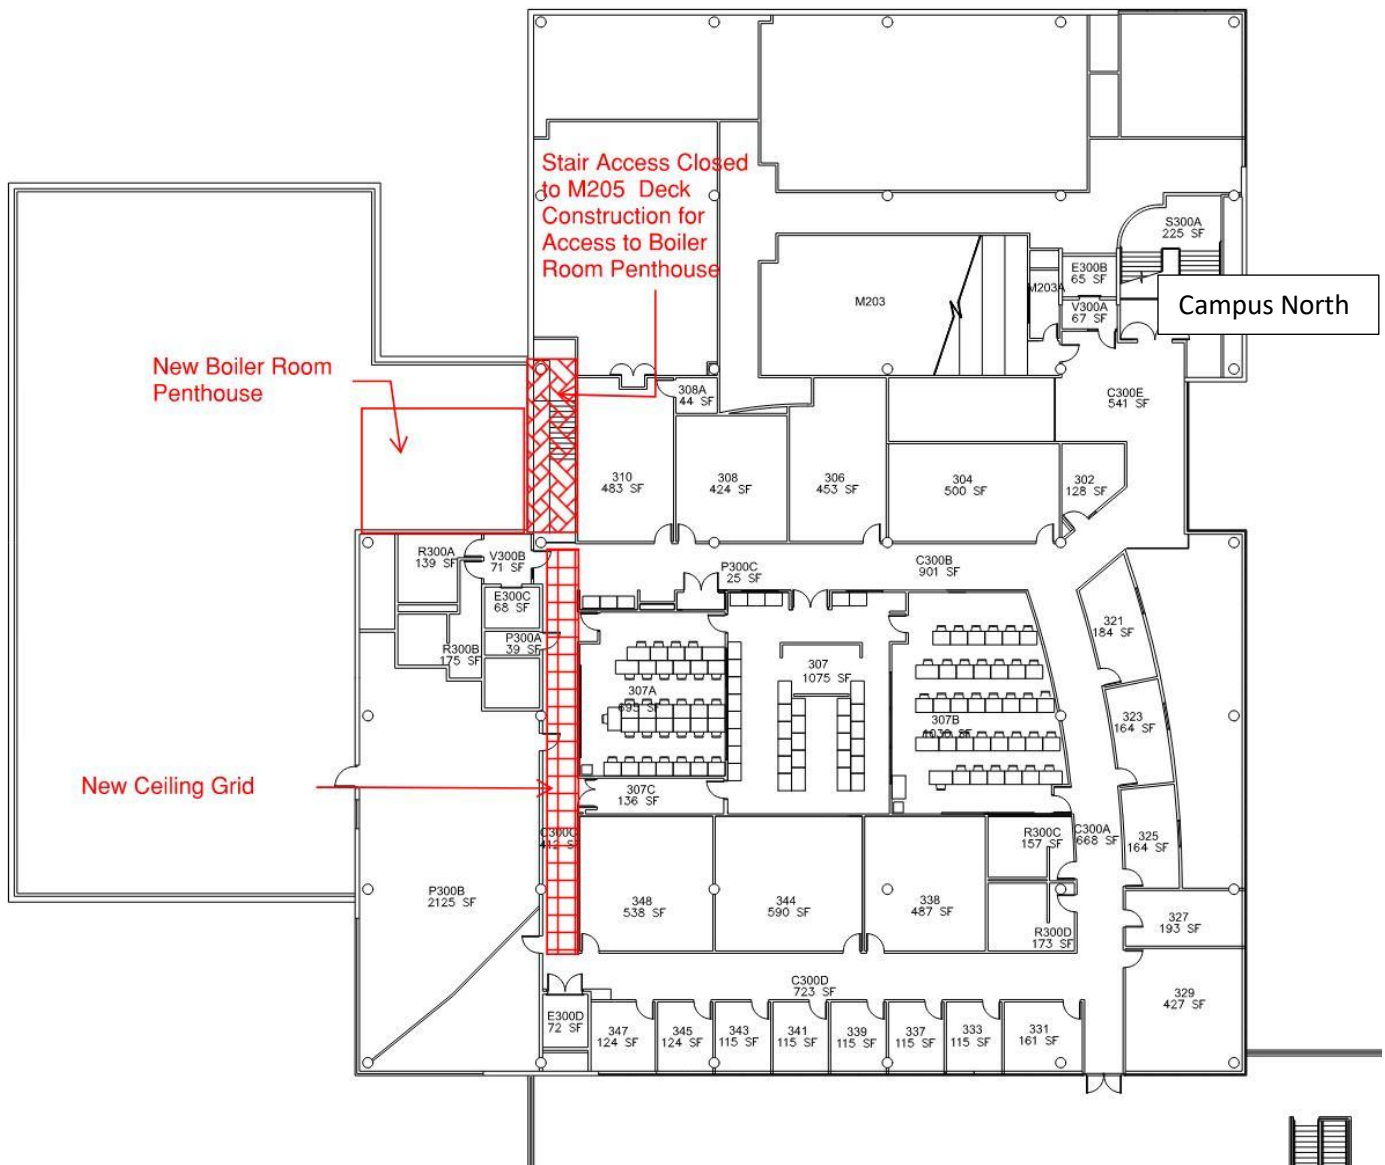 Stair Access Closed
to M205 Deck
Construction for
Access to Boiler
Room Penthouse
S300A
225 SF
E300B
65 SF
M203A
M203
V300A
67 SF
Campus North
New Boiler Room
Penthouse
308A
44 SF
C300E
541 SF
310
483 SF
308
424 SF
306
453 SF
304
500 SF
302
128 SF
R300A
139 SF
V300B
71 SF
P300C
25 SF
C300B
901 SF
E300C
68 SF
P300A
39 SF
R300B
175 SF
321
184 SF
307
1075 SF
307A
695 SF
307B
1030 SF
323
164 SF
New Ceiling Grid
307C
136 SF
C300C
412 SF
R300C
157 SF
C300A
668 SF
325
164 SF
P300B
2125 SF
348
538 SF
344
590 SF
338
487 SF
R300D
173 SF
327
193 SF
C300D
723 SF
329
427 SF
E300D
72 SF
347
124 SF
345
124 SF
343
115 SF
341
115 SF
339
115 SF
337
115 SF
333
115 SF
331
161 SF